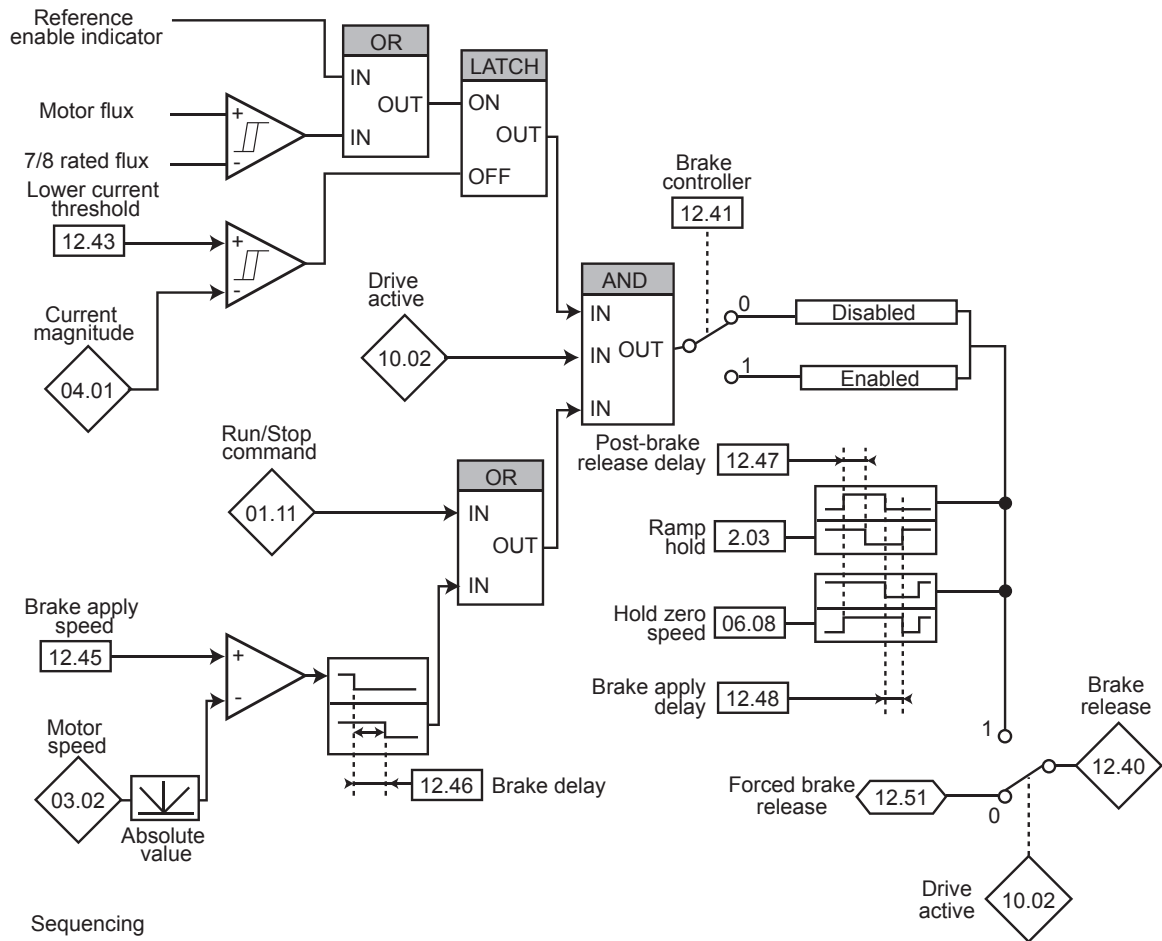 Reference
enable indicator
OR
IN
OUT
IN
LATCH
ON
OUT
OFF
Motor flux
+
-
7/8 rated flux
Lower current
threshold
12.43
+
-
Current
magnitude
04.01
Drive
active
10.02
AND
IN
IN
OUT
IN
Brake
controller
12.41
0
Disabled
1
Enabled
Run/Stop
command
01.11
OR
IN
OUT
IN
Post-brake
release delay
12.47
Ramp
hold
2.03
Hold zero
speed
06.08
Brake apply
delay
12.48
Brake apply
speed
12.45
+
-
Motor
speed
03.02
Absolute
value
12.46
Brake delay
1
Brake
release
12.40
Forced brake
release
12.51
0
Drive
active
10.02
Sequencing